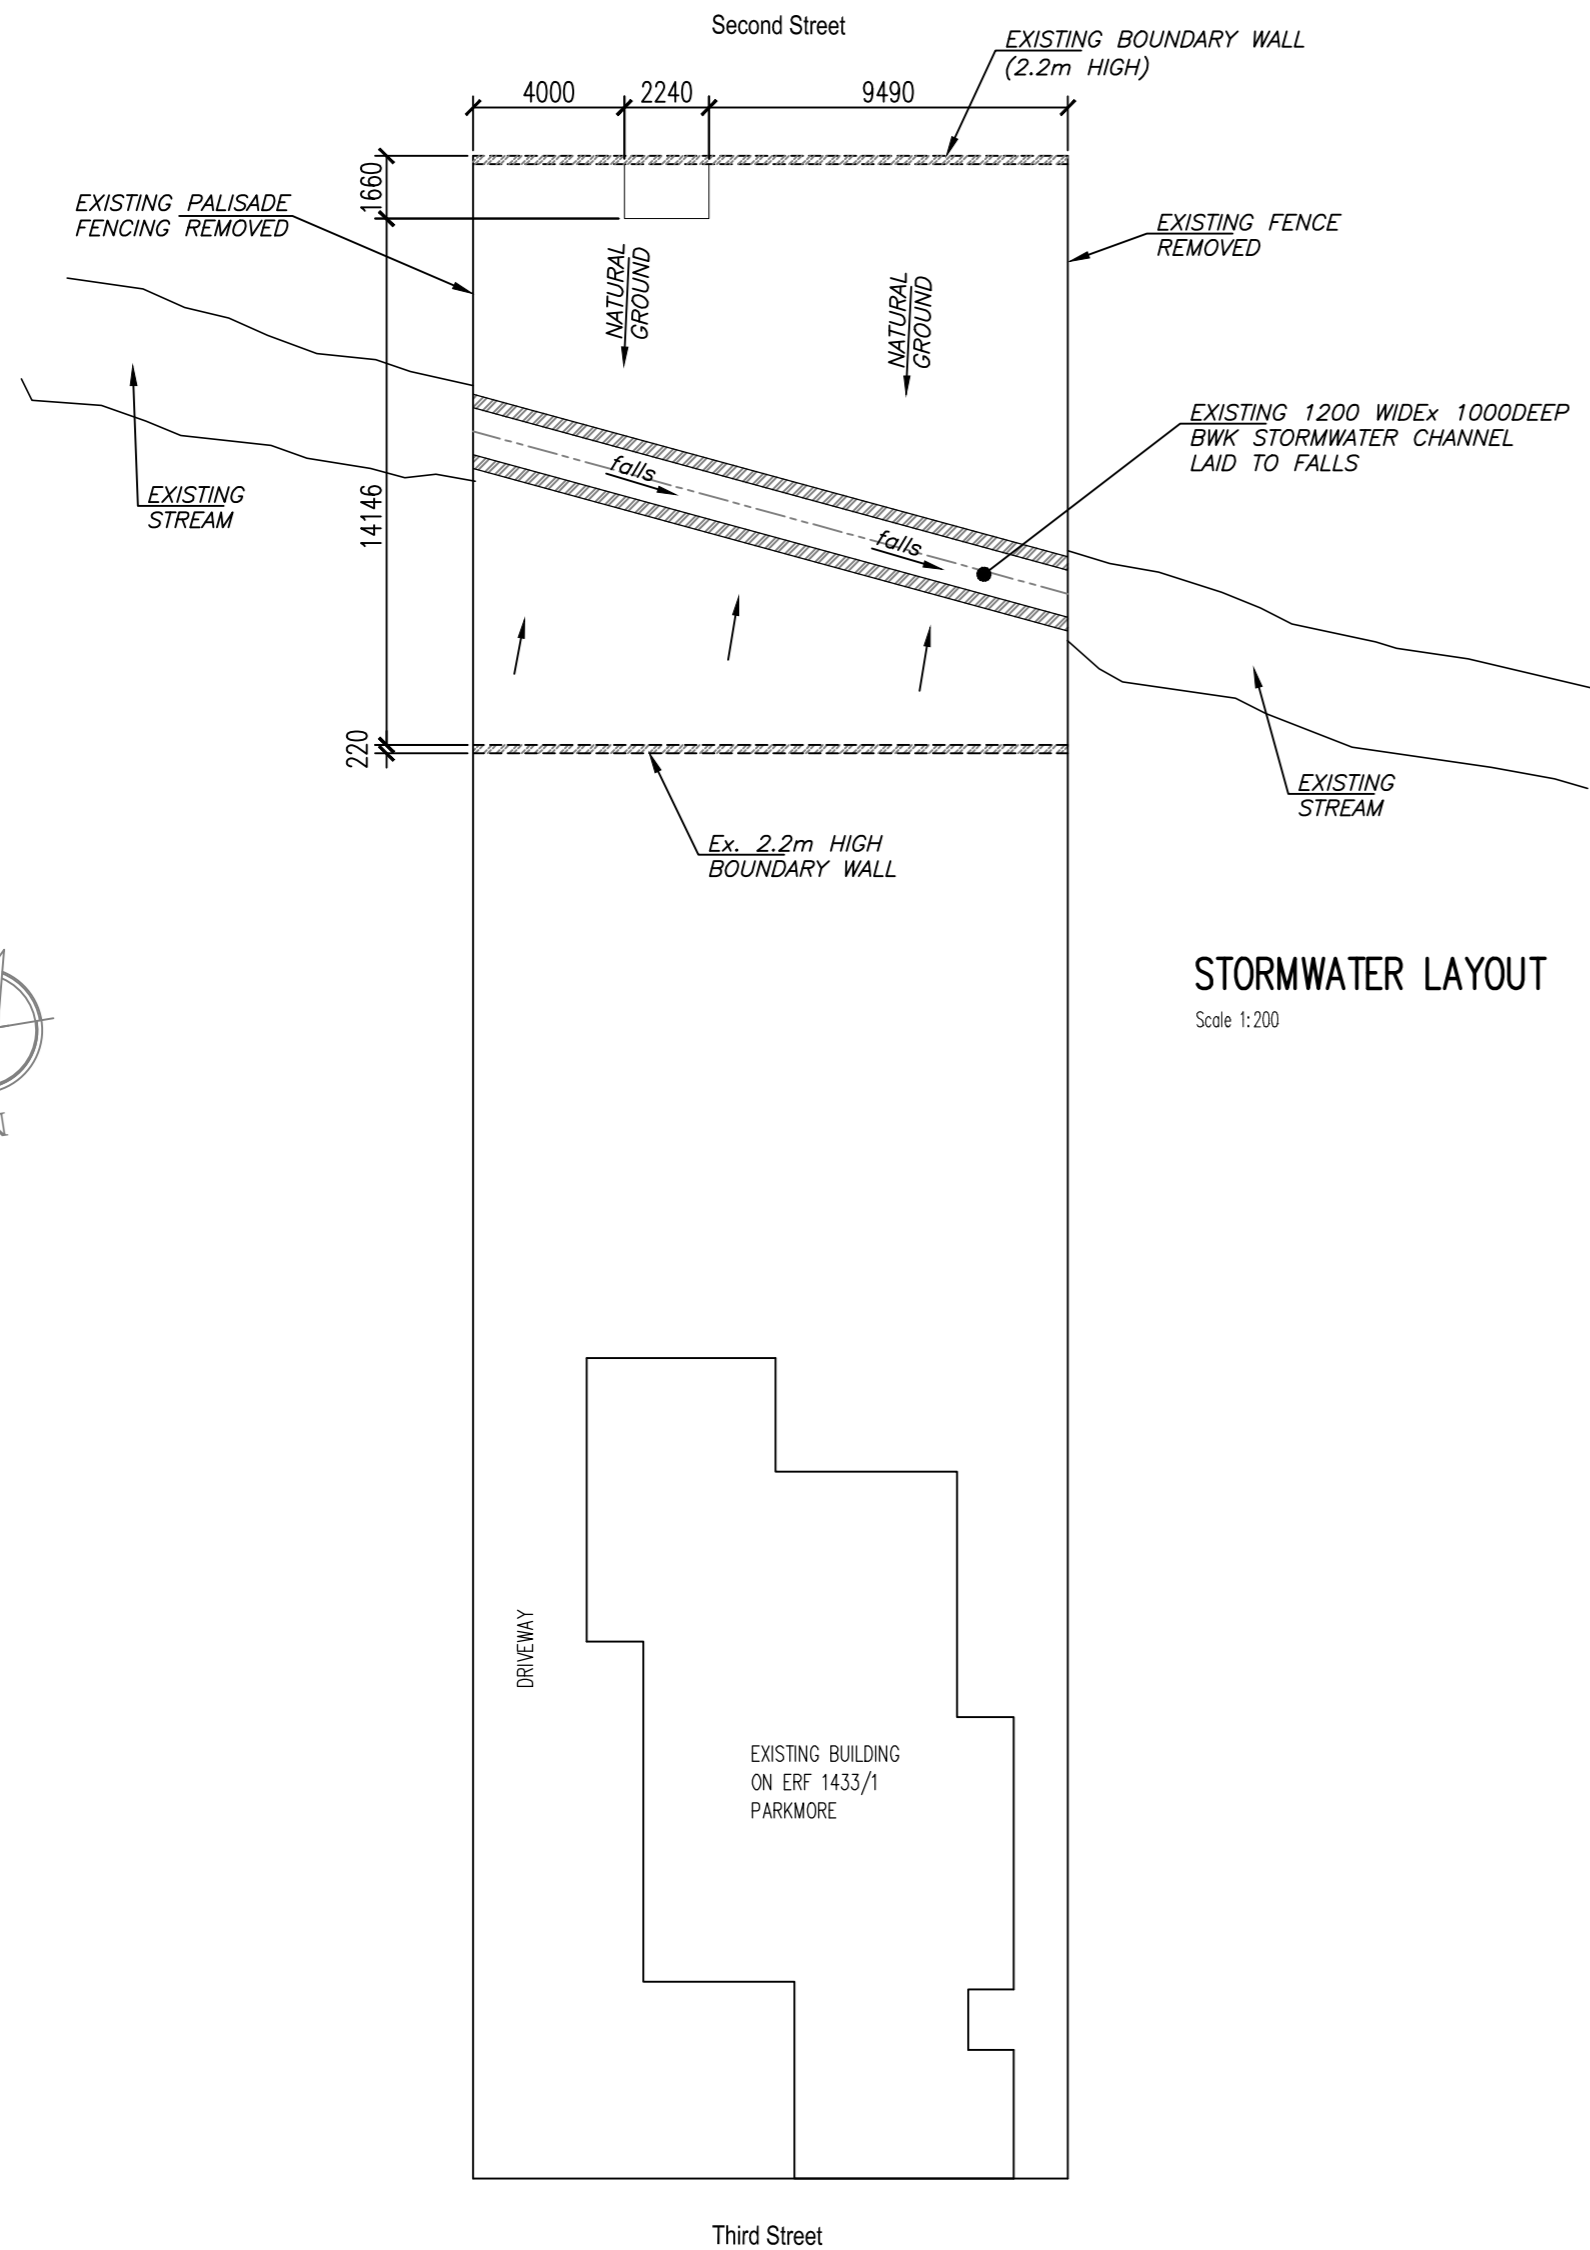 Second Street
EXISTING BOUNDARY WALL
(2.2m HIGH)
4000
2240
9490
1660
EXISTING PALISADE
FENCING REMOVED
EXISTING FENCE
REMOVED
NATURAL
GROUND
NATURAL
GROUND
EXISTING 1200 WIDEx 1000DEEP
BWK STORMWATER CHANNEL
LAID TO FALLS
falls
EXISTING
STREAM
14146
falls
220
EXISTING
STREAM
Ex. 2.2m HIGH
BOUNDARY WALL
STORMWATER LAYOUT
Scale 1:200
N
DRIVEWAY
EXISTING BUILDING
ON ERF 1433/1
PARKMORE
Third Street